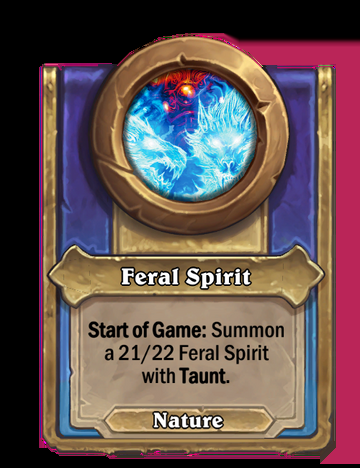 Feral Spirit
Start of Game: Summon
a 21/22 Feral Spirit
with Taunt.
Nature